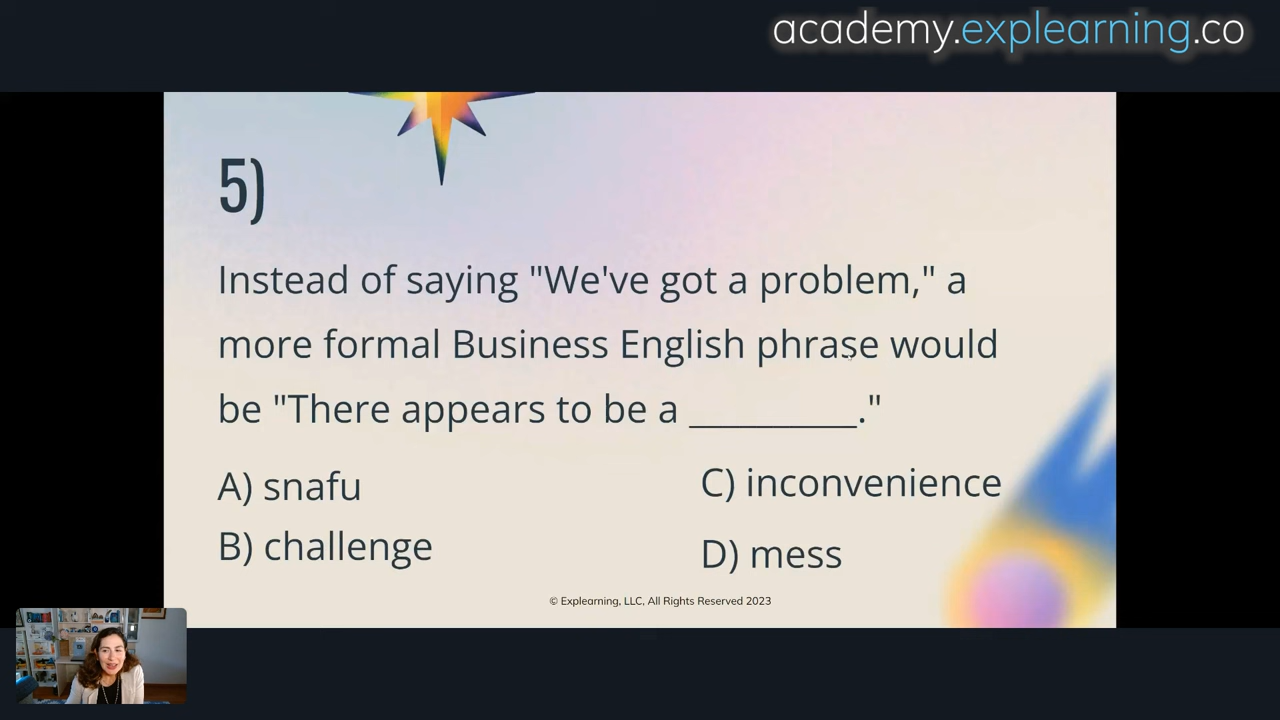 academy.explearning.co
5)
Instead of saying "We've got a problem," a
more formal Business English phrase would
be "There appears to be a ________."
A) snafu
B) challenge
C) inconvenience
D) mess
© Explearning, LLC, All Rights Reserved 2023